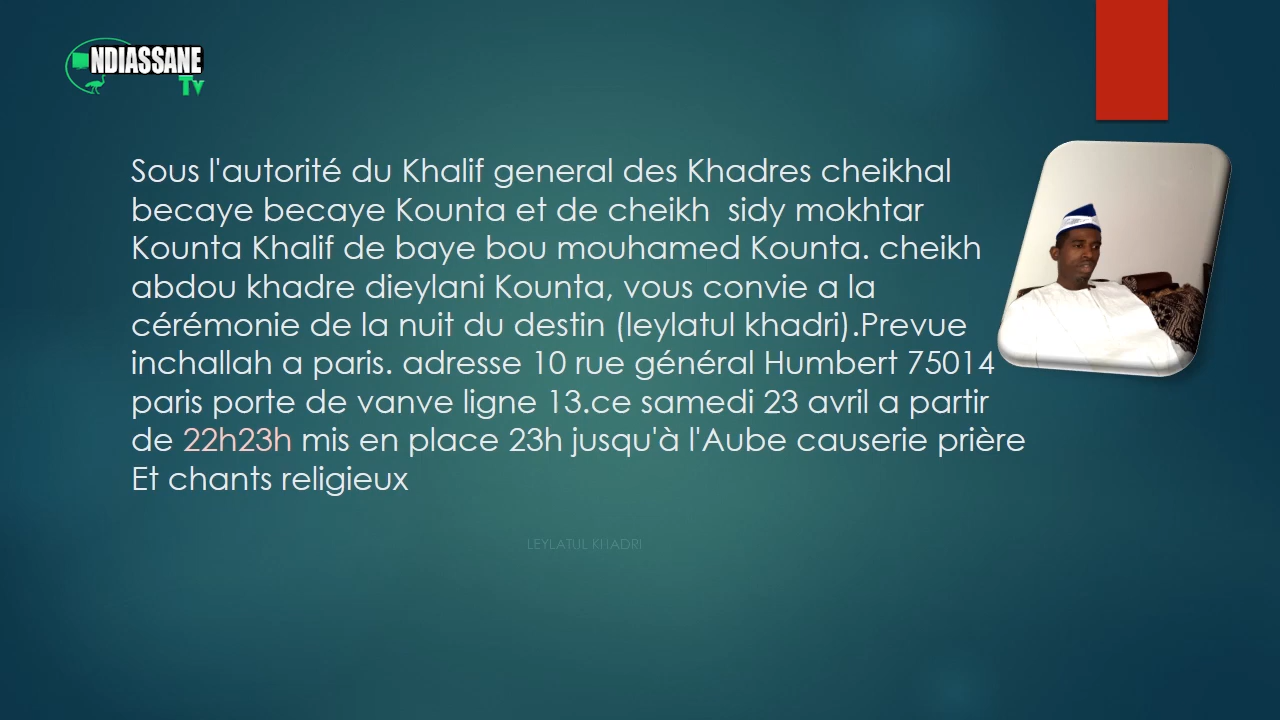 NDIASSANE
Tv
Sous l'autorité du Khalif general des Khadres cheikhal
becaye becaye Kounta et de cheikh sidy mokhtar
Kounta Khalif de baye bou mouhamed Kounta. cheikh
abdou khadre dieylani Kounta, vous convie a la
cérémonie de la nuit du destin (leylatul khadri).Prevue
inchallah a paris. adresse 10 rue général Humbert 75014
paris porte de vanve ligne 13.ce samedi 23 avril a partir
de 22h23h mis en place 23h jusqu'à l'Aube causerie prière
Et chants religieux
LEYLATUL KHADRI